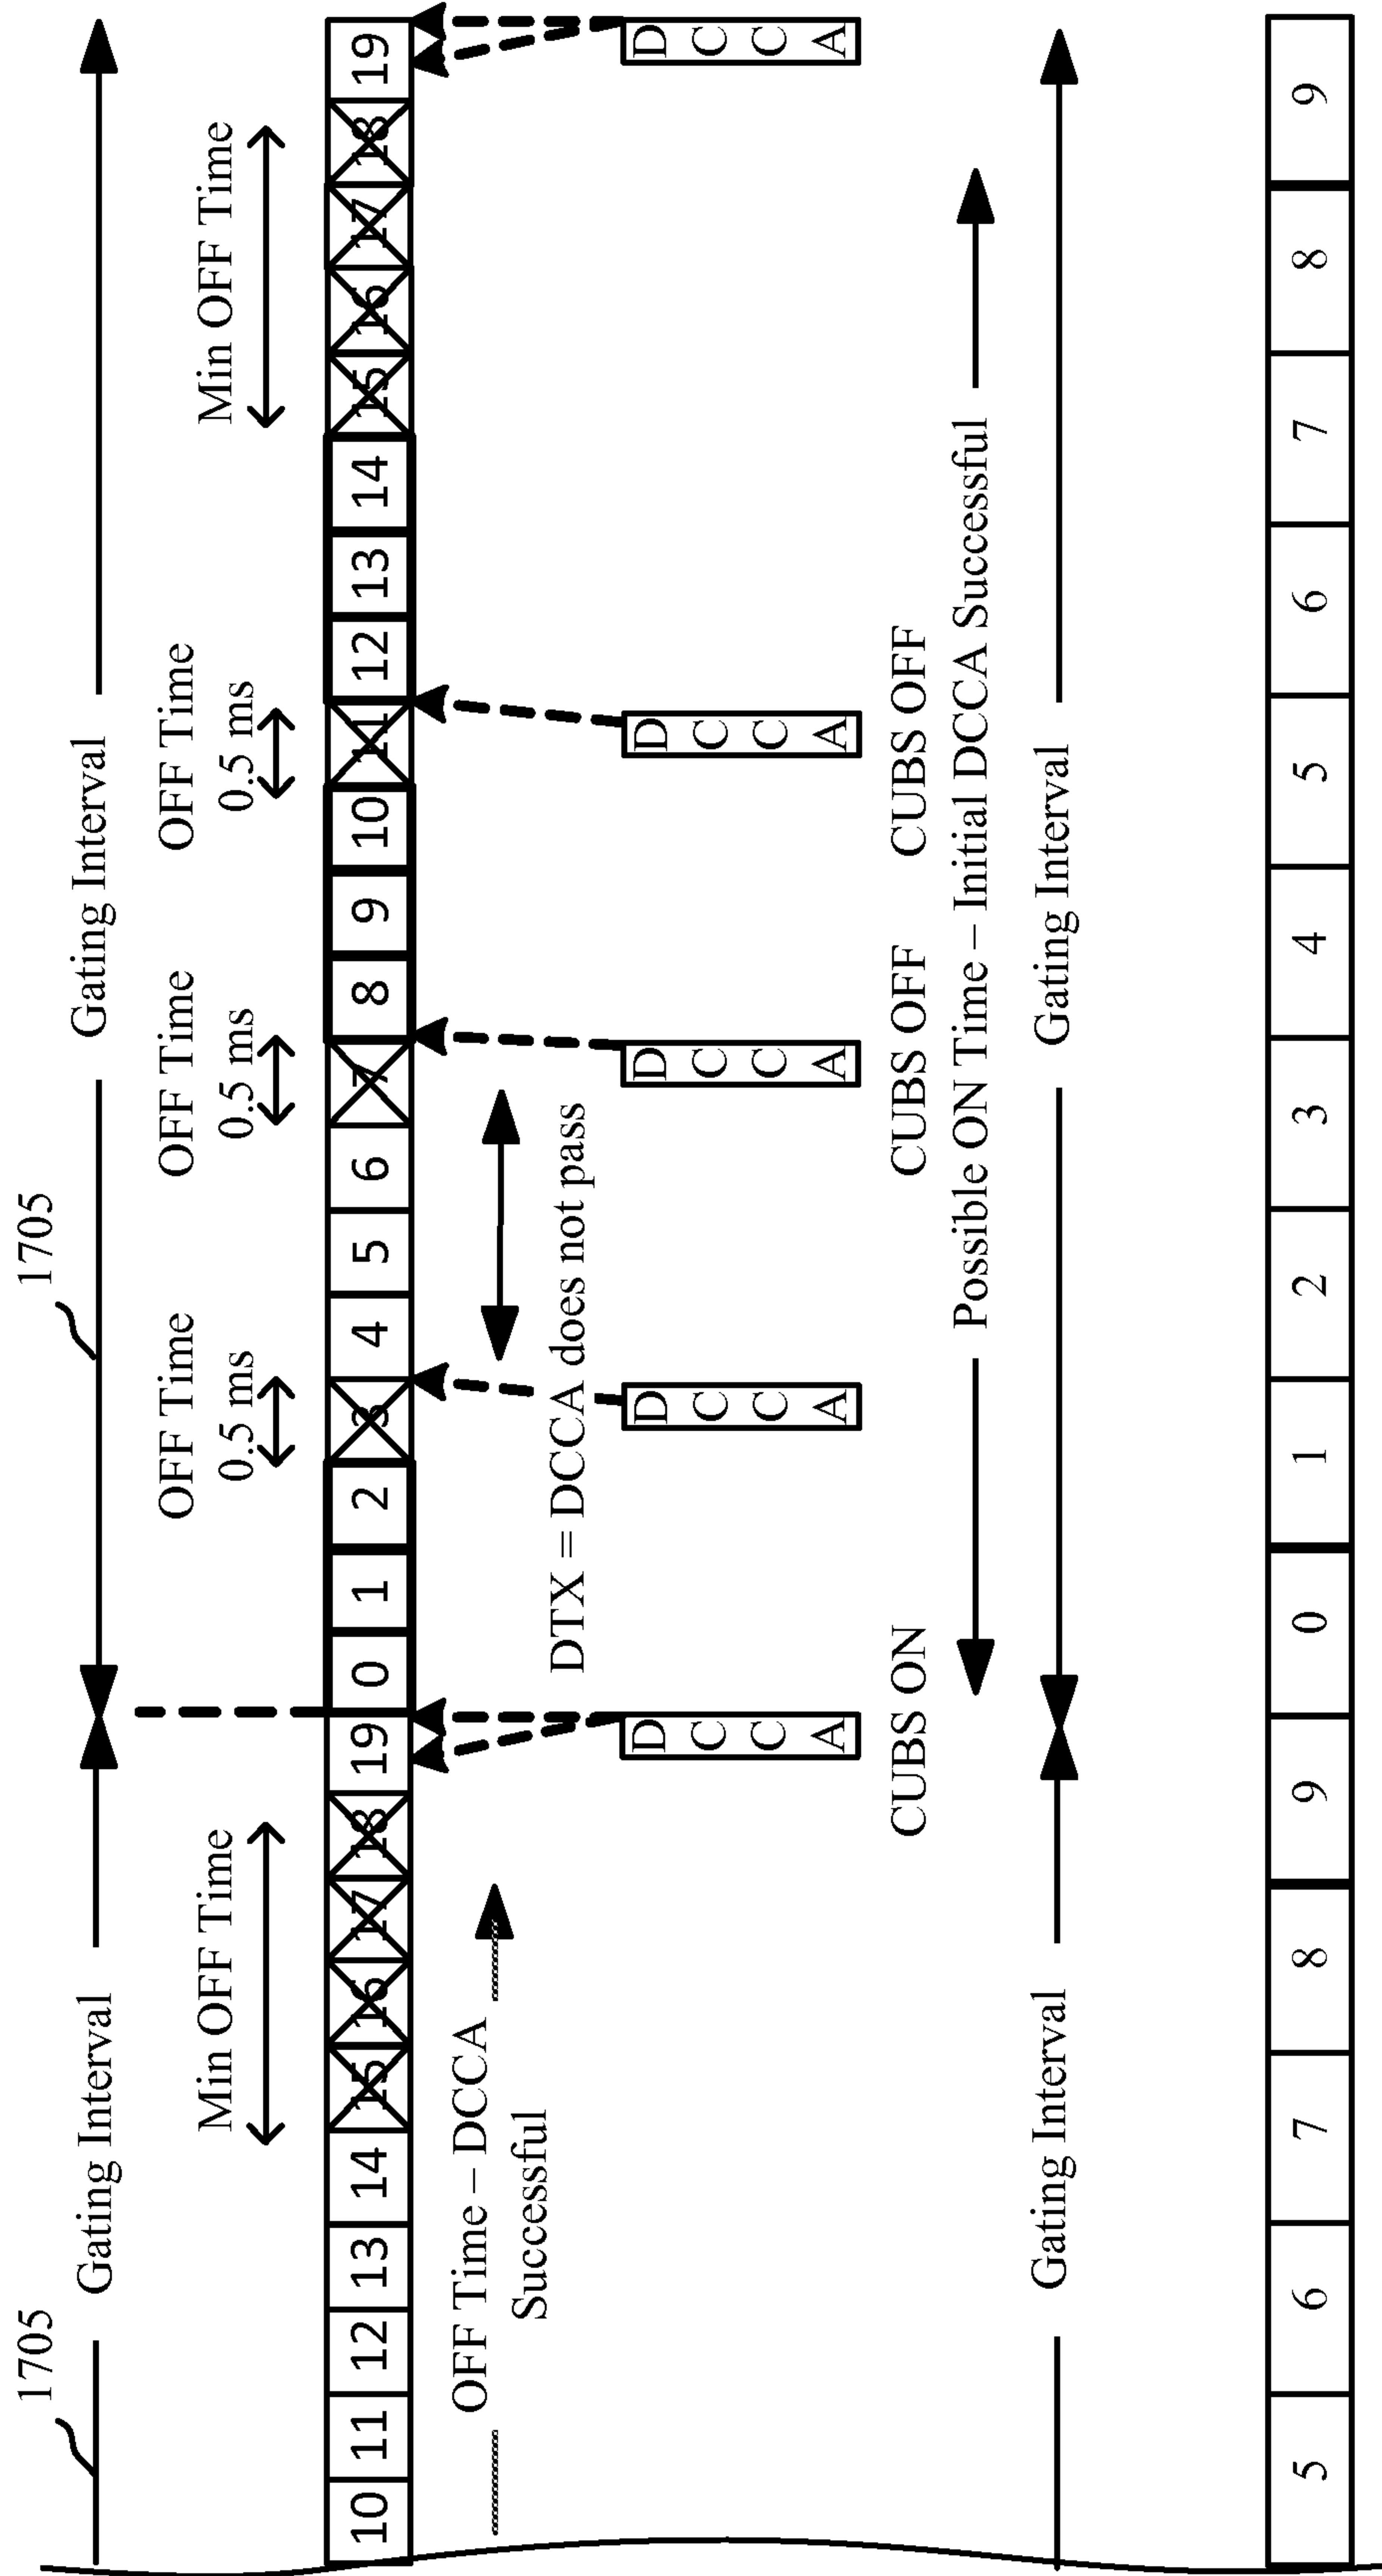 1705
1705
Gating Interval
Gating Interval
Min OFF Time
OFF Time
0.5 ms
OFF Time
0.5 ms
OFF Time
0.5 ms
Min OFF Time
10 11 12 13 14 15 16 17 18 19 0 1 2 3 4 5 6 7 8 9 10 11 12 13 14 15 16 17 18 19
OFF Time – DCCA
Successful
DTX = DCCA does not pass
DCCA
DCCA
DCCA
DCCA
DCCA
CUBS ON
CUBS OFF
CUBS OFF
Possible ON Time – Initial DCCA Successful
Gating Interval
Gating Interval
5 6 7 8 9 0 1 2 3 4 5 6 7 8 9